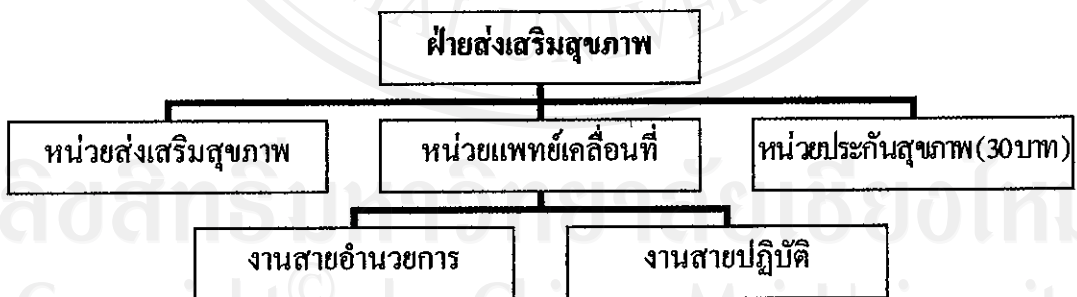 ฝ่ายส่งเสริมสุขภาพ
หน่วยส่งเสริมสุขภาพ
หน่วยแพทย์เคลื่อนที่
หน่วยประกันสุขภาพ(30บาท)
งานสายอำนวยการ
งานสายปฏิบัติ